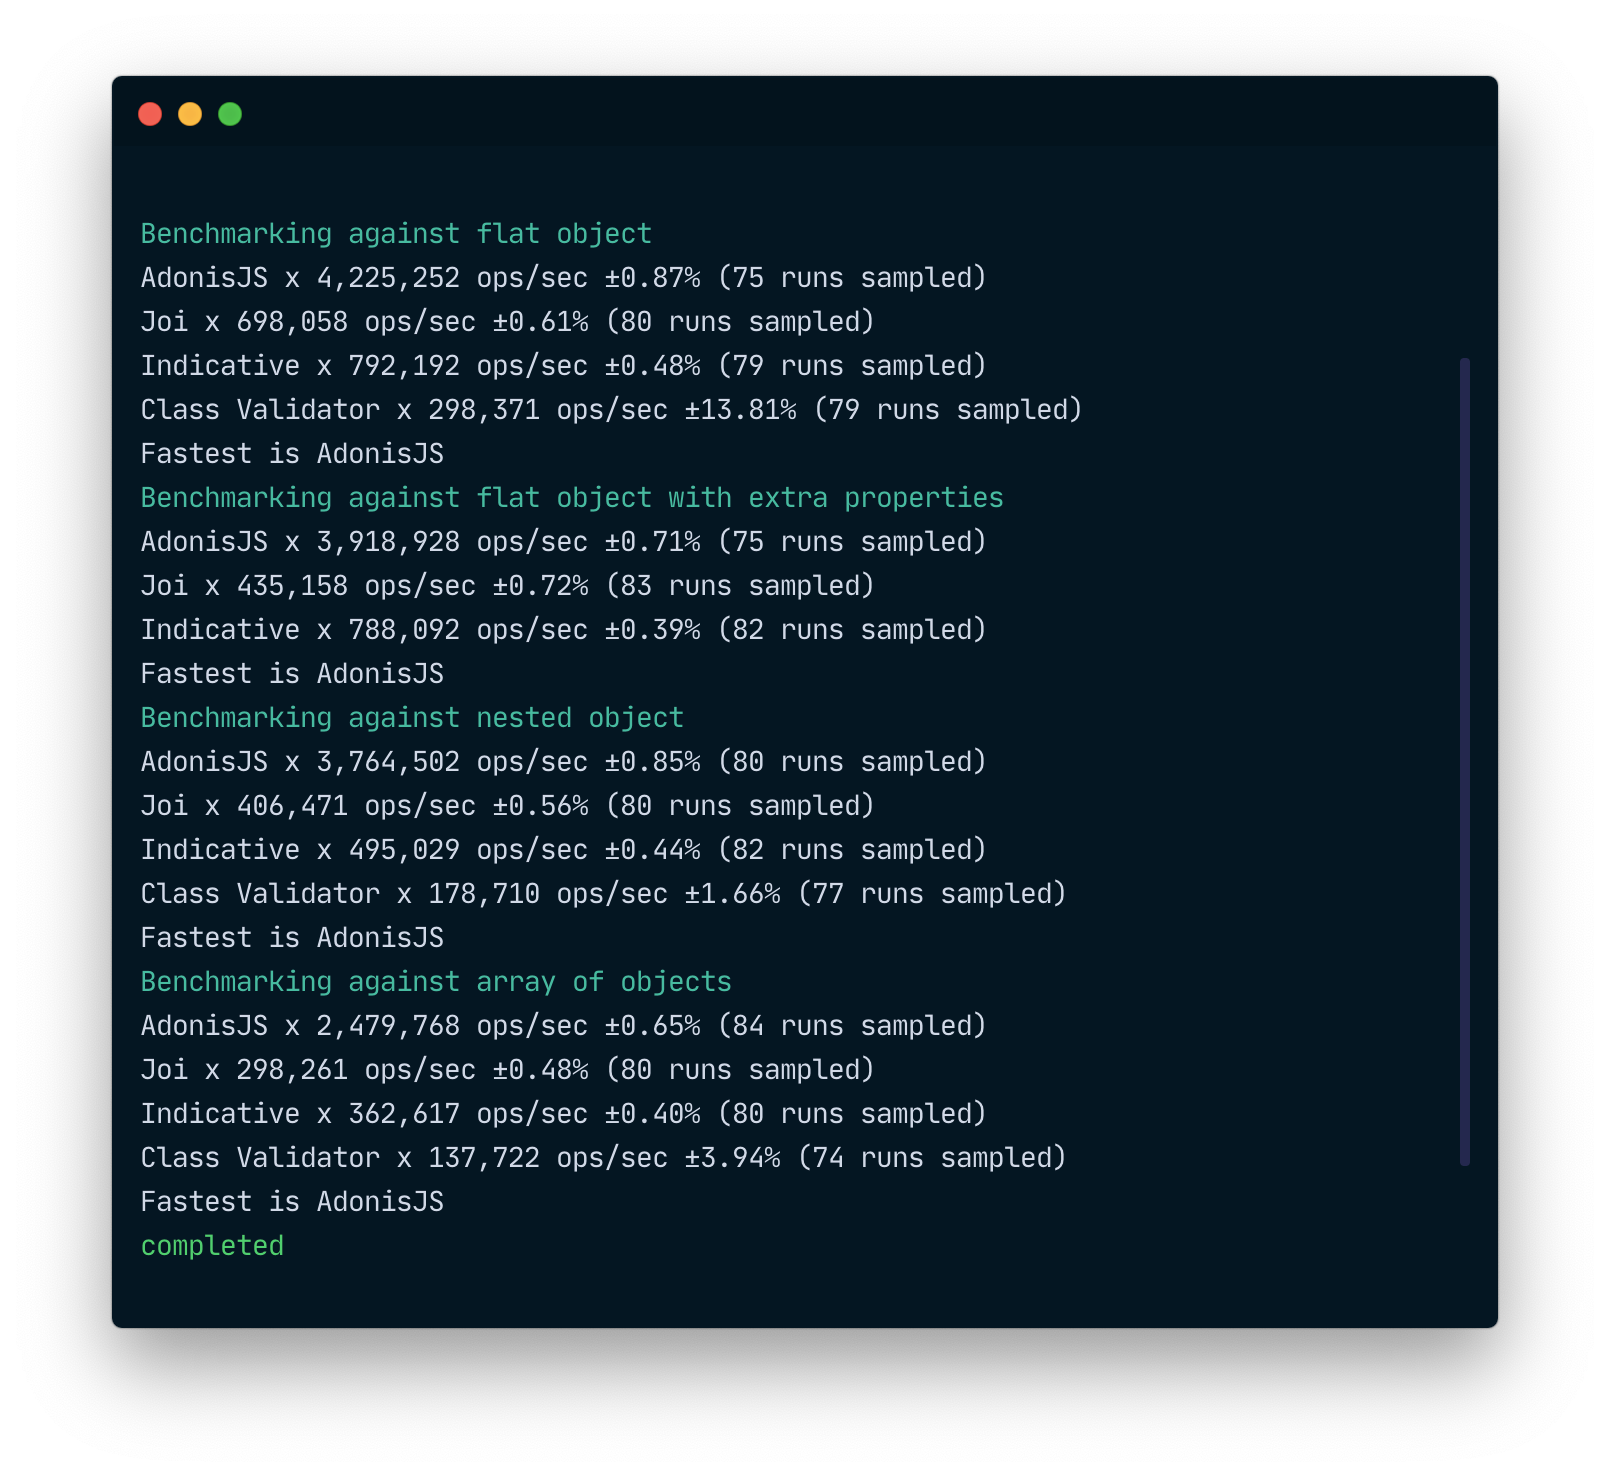 Benchmarking against flat object
AdonisJS x 4,225,252 ops/sec ±0.87% (75 runs sampled)
Joi x 698,058 ops/sec ±0.61% (80 runs sampled)
Indicative x 792,192 ops/sec ±0.48% (79 runs sampled)
Class Validator x 298,371 ops/sec ±13.81% (79 runs sampled)
Fastest is AdonisJS
Benchmarking against flat object with extra properties
AdonisJS x 3,918,928 ops/sec ±0.71% (75 runs sampled)
Joi x 435,158 ops/sec ±0.72% (83 runs sampled)
Indicative x 788,092 ops/sec ±0.39% (82 runs sampled)
Fastest is AdonisJS
Benchmarking against nested object
AdonisJS x 3,764,502 ops/sec ±0.85% (80 runs sampled)
Joi x 406,471 ops/sec ±0.56% (80 runs sampled)
Indicative x 495,029 ops/sec ±0.44% (82 runs sampled)
Class Validator x 178,710 ops/sec ±1.66% (77 runs sampled)
Fastest is AdonisJS
Benchmarking against array of objects
AdonisJS x 2,479,768 ops/sec ±0.65% (84 runs sampled)
Joi x 298,261 ops/sec ±0.48% (80 runs sampled)
Indicative x 362,617 ops/sec ±0.40% (80 runs sampled)
Class Validator x 137,722 ops/sec ±3.94% (74 runs sampled)
Fastest is AdonisJS
completed